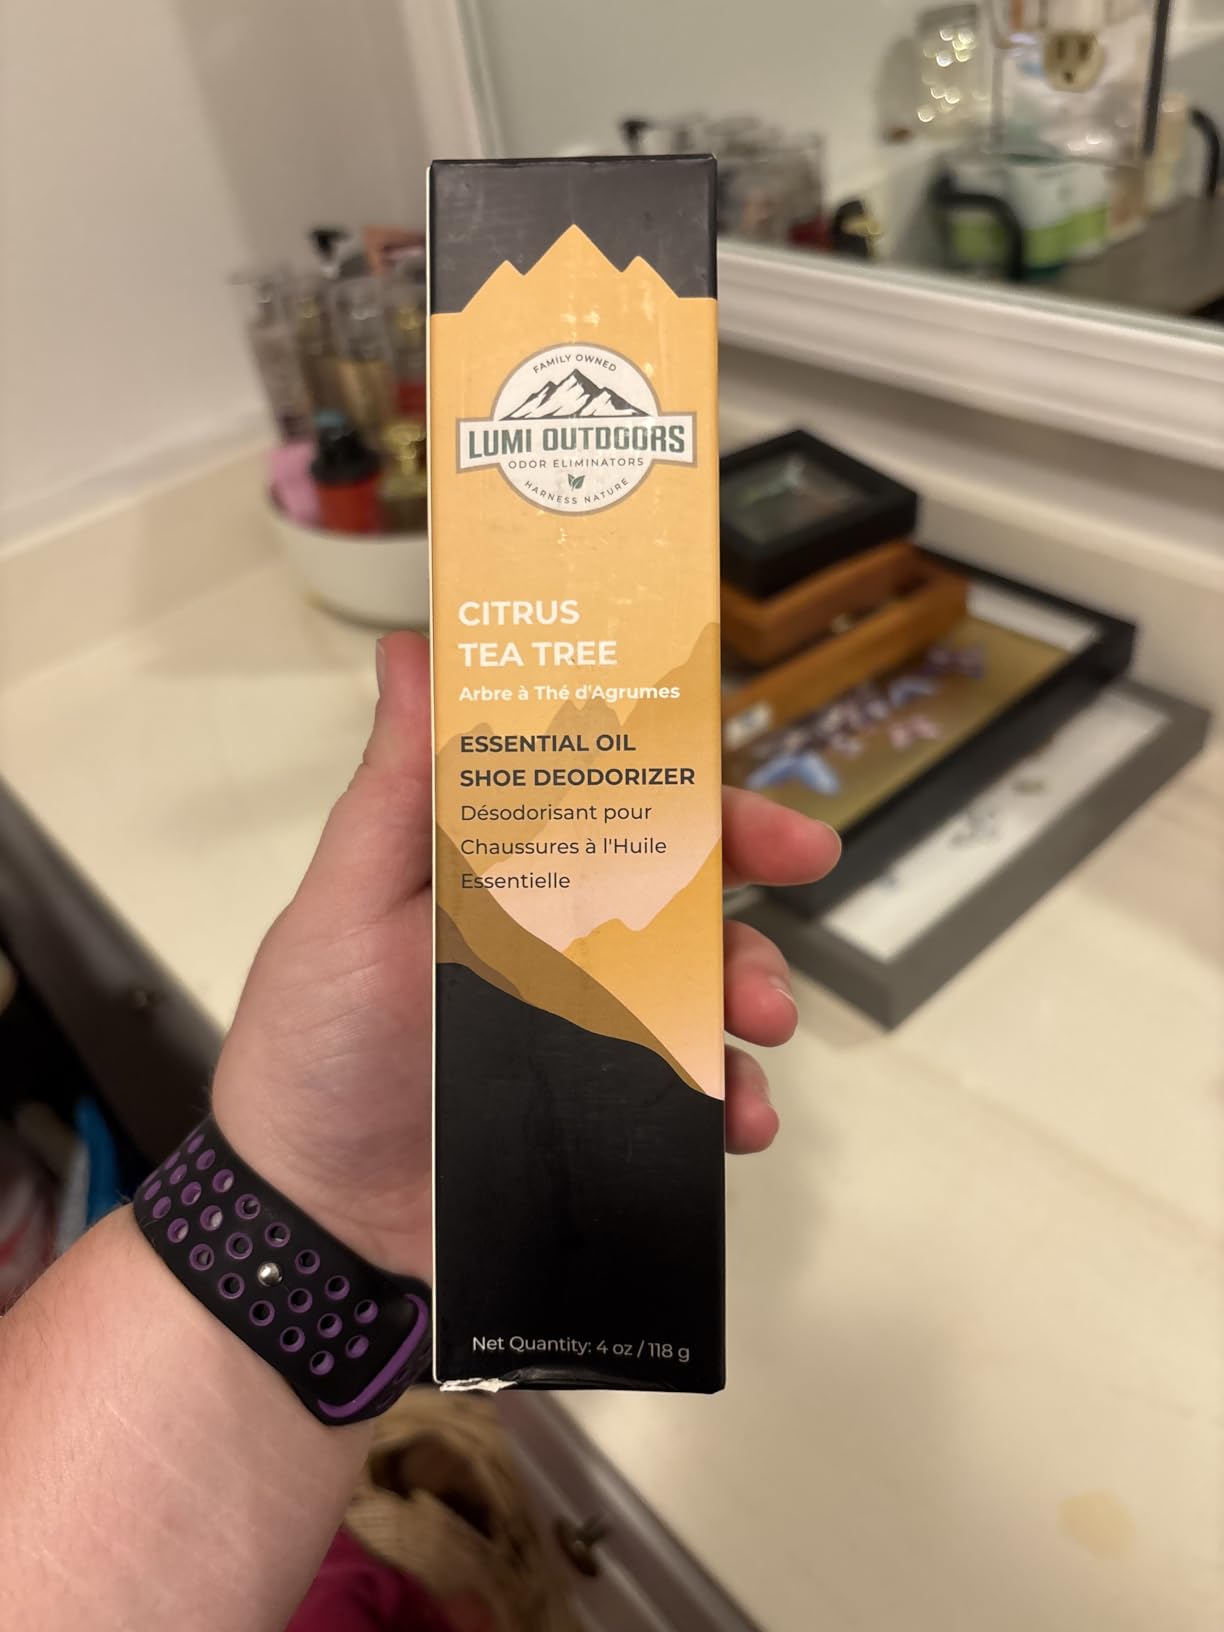 FAMILY OWNED
LUMI OUTDOORS
ODOR ELIMINATORS
HARNESS NATURE
CITRUS
TEA TREE
Arbre à Thé d'Agrumes
ESSENTIAL OIL
SHOE DEODORIZER
Désodorisant pour
Chaussures à l'Huile
Essentielle
Net Quantity: 4 oz / 118 g